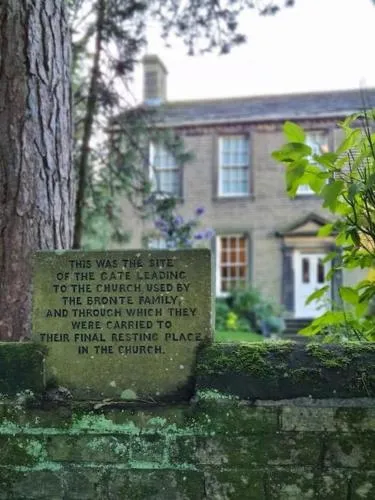 THIS WAS THE SITE
OF THE GATE LEADING
TO THE CHURCH USED BY
THE BRONTE FAMILY
AND THROUGH WHICH THEY
WERE CARRIED TO
THEIR FINAL RESTING PLACE
IN THE CHURCH.